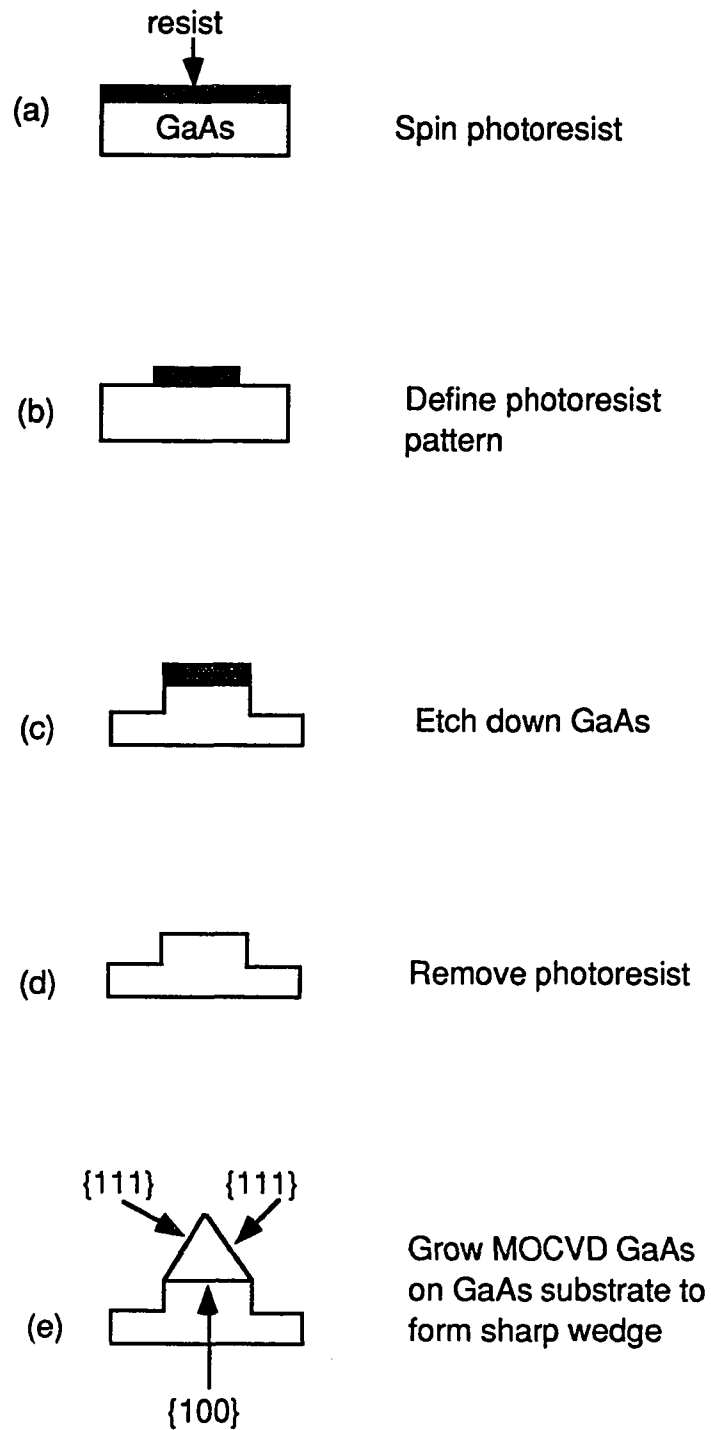 resist
(a)
GaAs
Spin photoresist
(b)
Define photoresist
pattern
(c)
Etch down GaAs
(d)
Remove photoresist
{111} {111}
(e)
Grow MOCVD GaAs
on GaAs substrate to
form sharp wedge
{100}